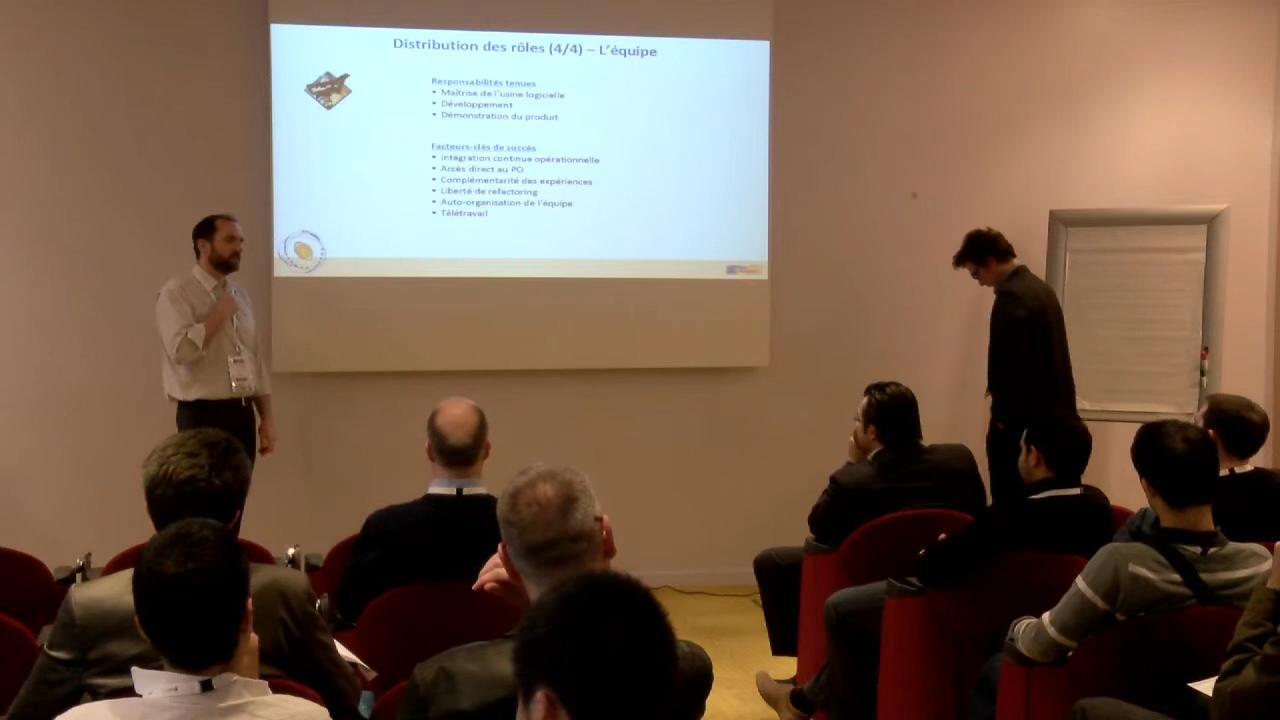 Distribution des rôles (4/4) – L'équipe
Responsabilités tenues
• Maîtrise de l'usine logicielle
• Développement
• Démonstration du produit
Facteurs-clés de succès
• Intégration continue opérationnelle
• Accès direct au PO
• Complémentarité des expériences
• Liberté de refactoring
• Auto-organisation de l'équipe
• Télétravail